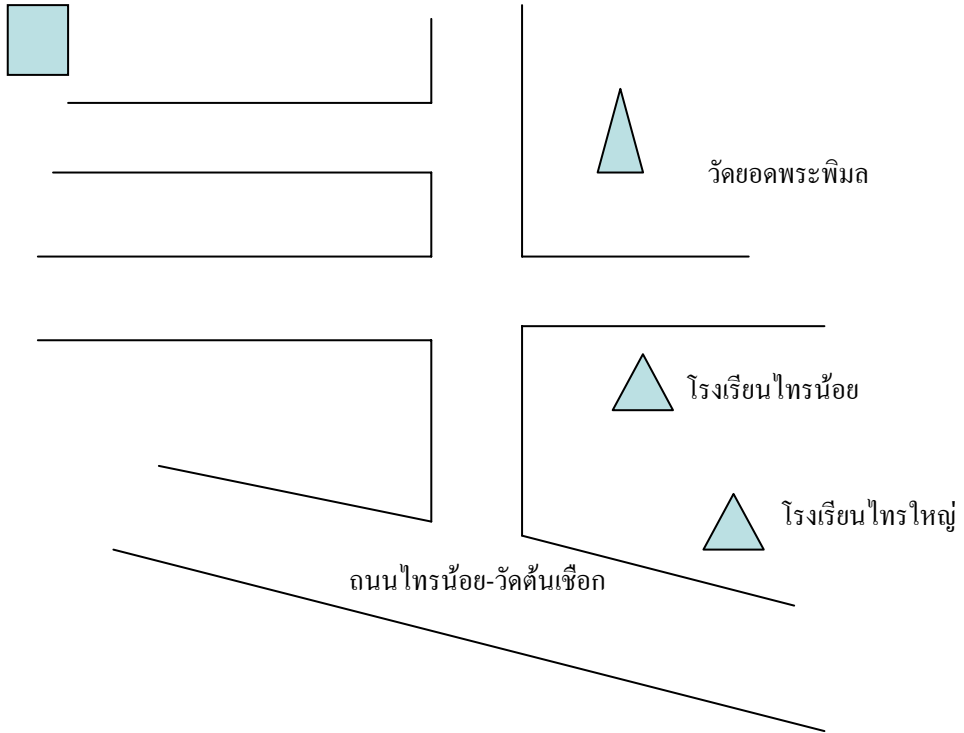 วัดยอดพระพิมล
โรงเรียนไทรน้อย
โรงเรียนไทรใหญ่
ถนนไทรน้อย-วัดต้นเชือก